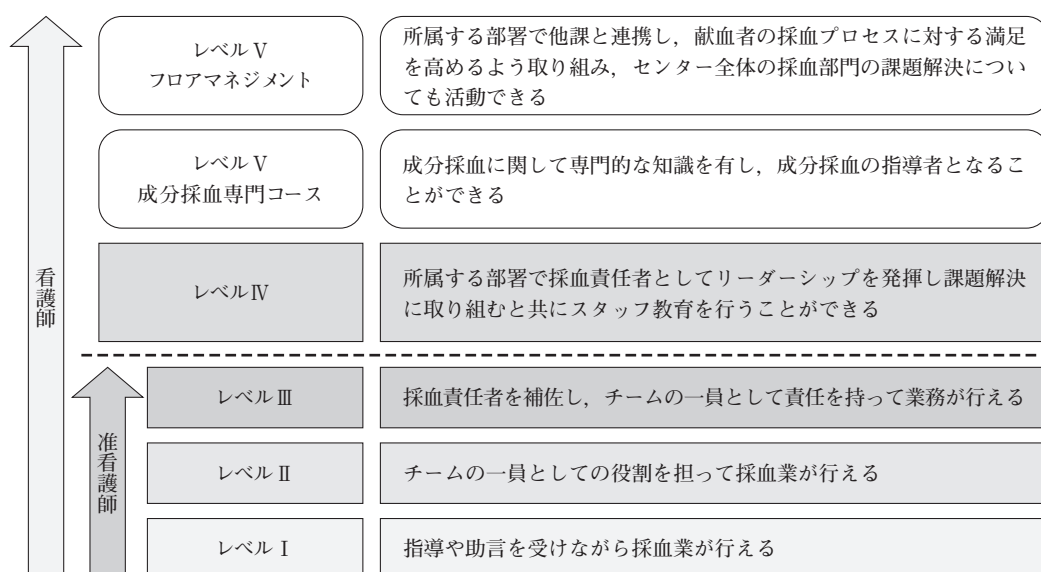 レベルⅤ
フロアマネジメント
所属する部署で他課と連携し，献血者の採血プロセスに対する満足
を高めるよう取り組み，センター全体の採血部門の課題解決につい
ても活動できる
レベルⅤ
成分採血専門コース
成分採血に関して専門的な知識を有し，成分採血の指導者となるこ
とができる
看護師
レベルⅣ
所属する部署で採血責任者としてリーダーシップを発揮し課題解決
に取り組むと共にスタッフ教育を行うことができる
准看護師
レベルⅢ
採血責任者を補佐し，チームの一員として責任を持って業務が行える
レベルⅡ
チームの一員としての役割を担って採血業が行える
レベルⅠ
指導や助言を受けながら採血業が行える